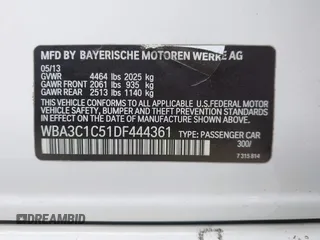 MFD BY BAYERISCHE MOTOREN WERKE AG
05/13
GVWR 4464 lbs 2025 kg
GAWR FRONT 2061 lbs 935 kg
GAWR REAR 2513 lbs 1140 kg
THIS VEHICLE CONFORMS TO ALL APPLICABLE U.S. FEDERAL MOTOR VEHICLE
SAFETY, BUMPER, AND THEFT PREVENTION STANDARDS
IN EFFECT ON THE DATE OF MANUFACTURE SHOWN ABOVE.
WBA3C1C51DF444361 TYPE: PASSENGER CAR
300/
7 315 814
DREAMBID